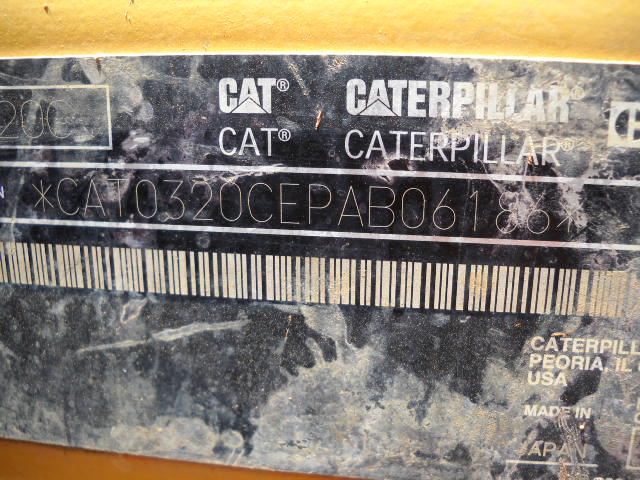 20C
CAT® CATERPILLAR®
CAT® CATERPILLAR®
*CAT0320CEPAB06186*
CATERPILL
PEORIA, IL
USA
MADE IN
JAPAN